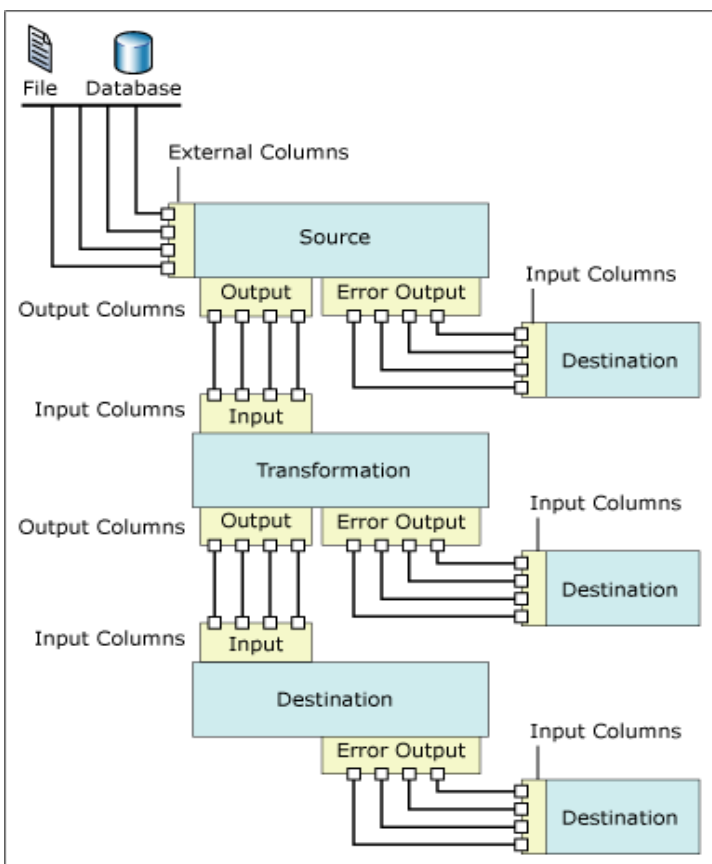 File
Database
External Columns
Source
Output
Error Output
Input Columns
Output Columns
Destination
Input Columns
Input
Transformation
Output
Error Output
Input Columns
Output Columns
Destination
Input Columns
Input
Destination
Error Output
Input Columns
Destination